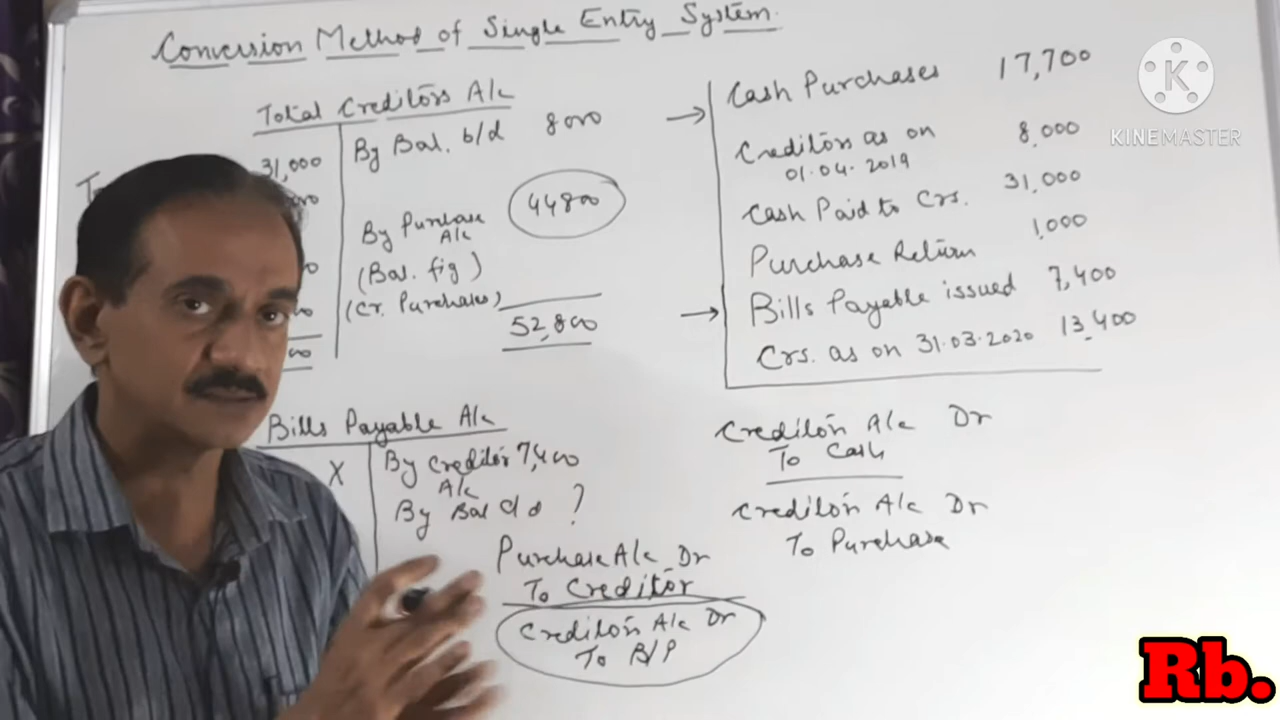 Conversion Method of Single Entry System.
Total Creditors A/c
31,000
By Bal. b/d 8000
By Purchase A/c
44800
(Bal. fig)
(Cr. Purchases)
52,800
→ Cash Purchases 17,700
Creditors as on 8,000
01.04.2019
Cash Paid to Crs. 31,000
Purchase Return 1,000
→ Bills Payable issued 7,400
Crs. as on 31.03.2020 13,400
Bills Payable A/c
X
By Creditors 7,400
A/c
By Bal c/d ?
Purchase A/c Dr
To Creditor
Creditors A/c Dr
To B/P
Creditors A/c Dr
To Cash
Creditors A/c Dr
To Purchase
KINEMASTER
Rb.